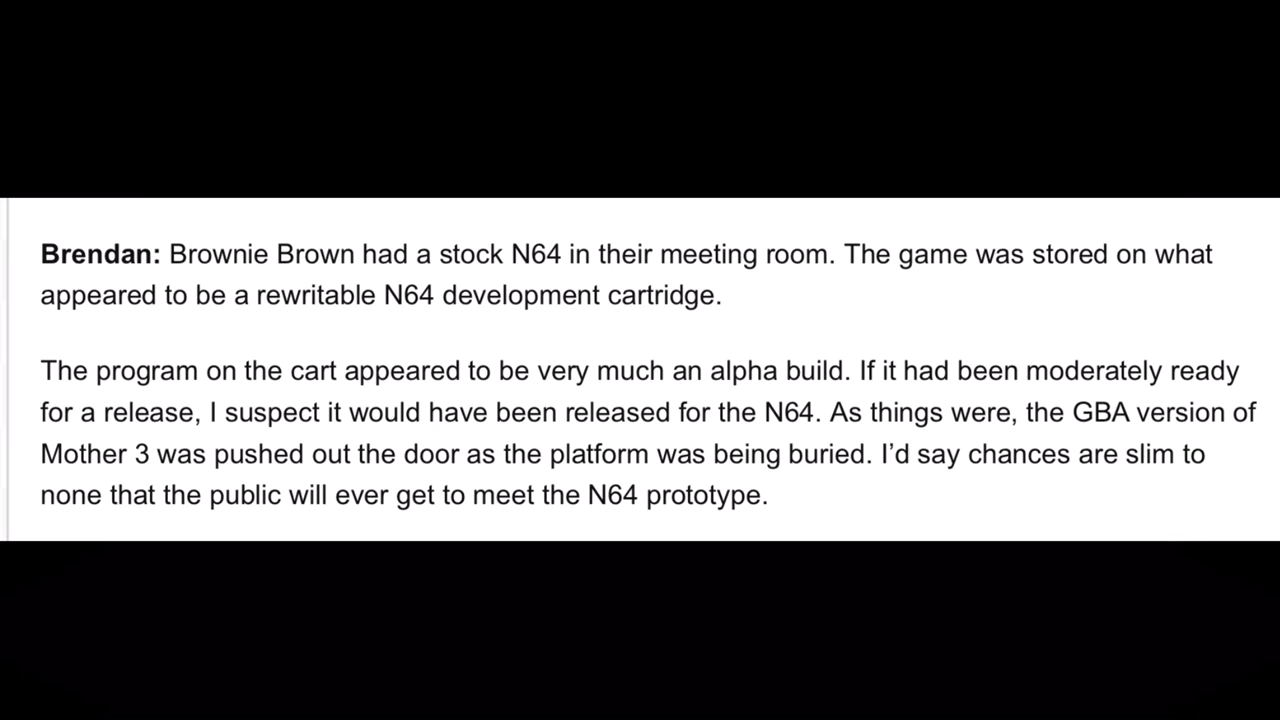 Brendan: Brownie Brown had a stock N64 in their meeting room. The game was stored on what
appeared to be a rewritable N64 development cartridge.
The program on the cart appeared to be very much an alpha build. If it had been moderately ready
for a release, I suspect it would have been released for the N64. As things were, the GBA version of
Mother 3 was pushed out the door as the platform was being buried. I’d say chances are slim to
none that the public will ever get to meet the N64 prototype.